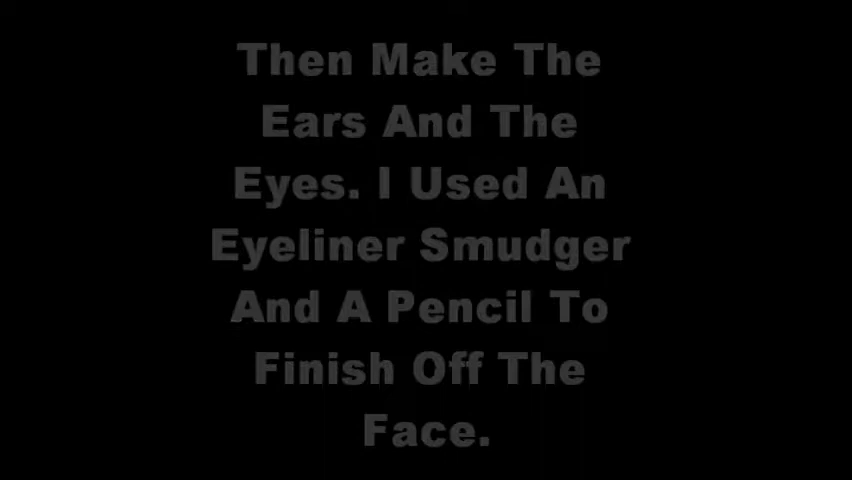 Then Make The
Ears And The
Eyes. I Used An
Eyeliner Smudger
And A Pencil To
Finish Off The
Face.